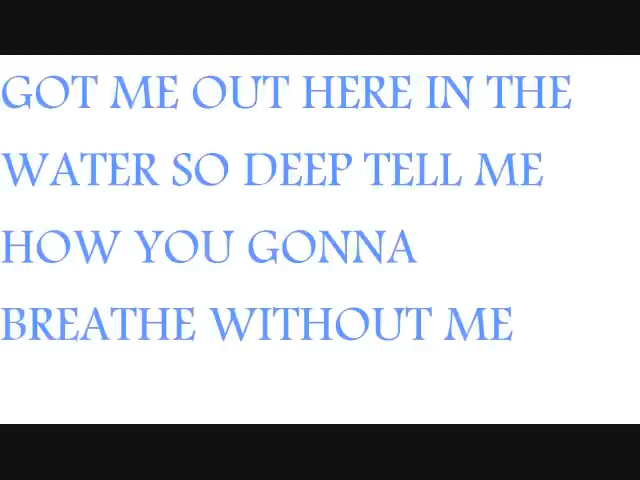 GOT ME OUT HERE IN THE
WATER SO DEEP TELL ME
HOW YOU GONNA
BREATHE WITHOUT ME